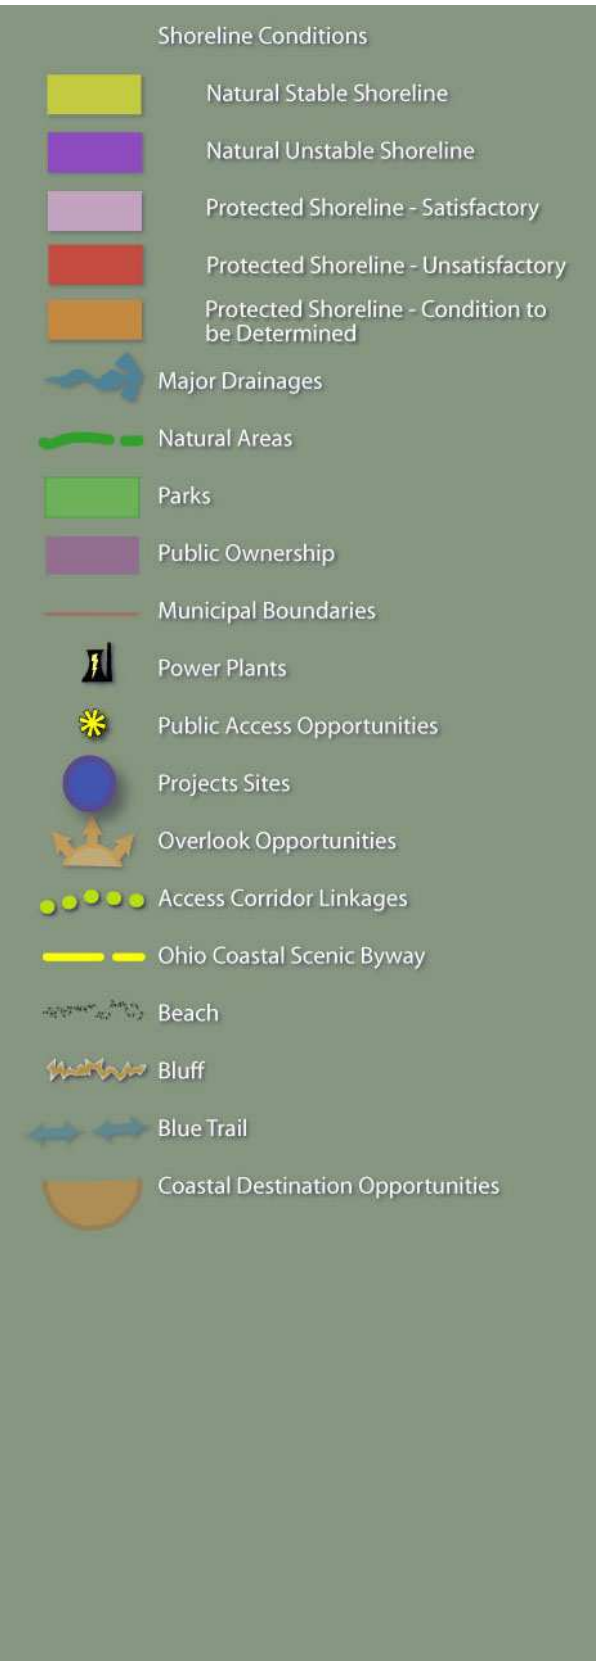 Shoreline Conditions
Natural Stable Shoreline
Natural Unstable Shoreline
Protected Shoreline - Satisfactory
Protected Shoreline - Unsatisfactory
Protected Shoreline - Condition to
be Determined
Major Drainages
Natural Areas
Parks
Public Ownership
Municipal Boundaries
Power Plants
Public Access Opportunities
Projects Sites
Overlook Opportunities
Access Corridor Linkages
Ohio Coastal Scenic Byway
Beach
Bluff
Blue Trail
Coastal Destination Opportunities